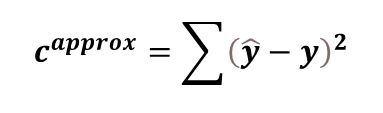 c^approx = ∑(ŷ − y)²